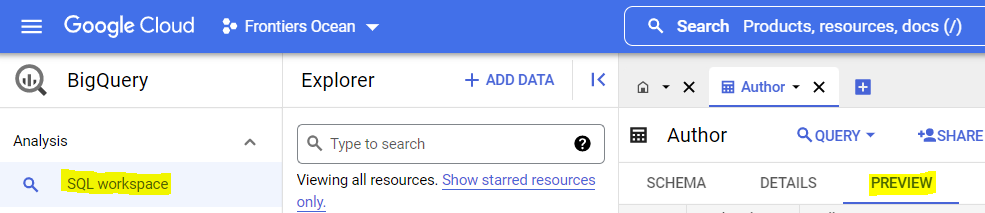 Google Cloud Frontiers Ocean Search Products, resources, docs (/)
BigQuery
Explorer + ADD DATA
Author
Analysis
Type to search
Author QUERY SHARE
SQL workspace
Viewing all resources. Show starred resources
only.
SCHEMA DETAILS PREVIEW